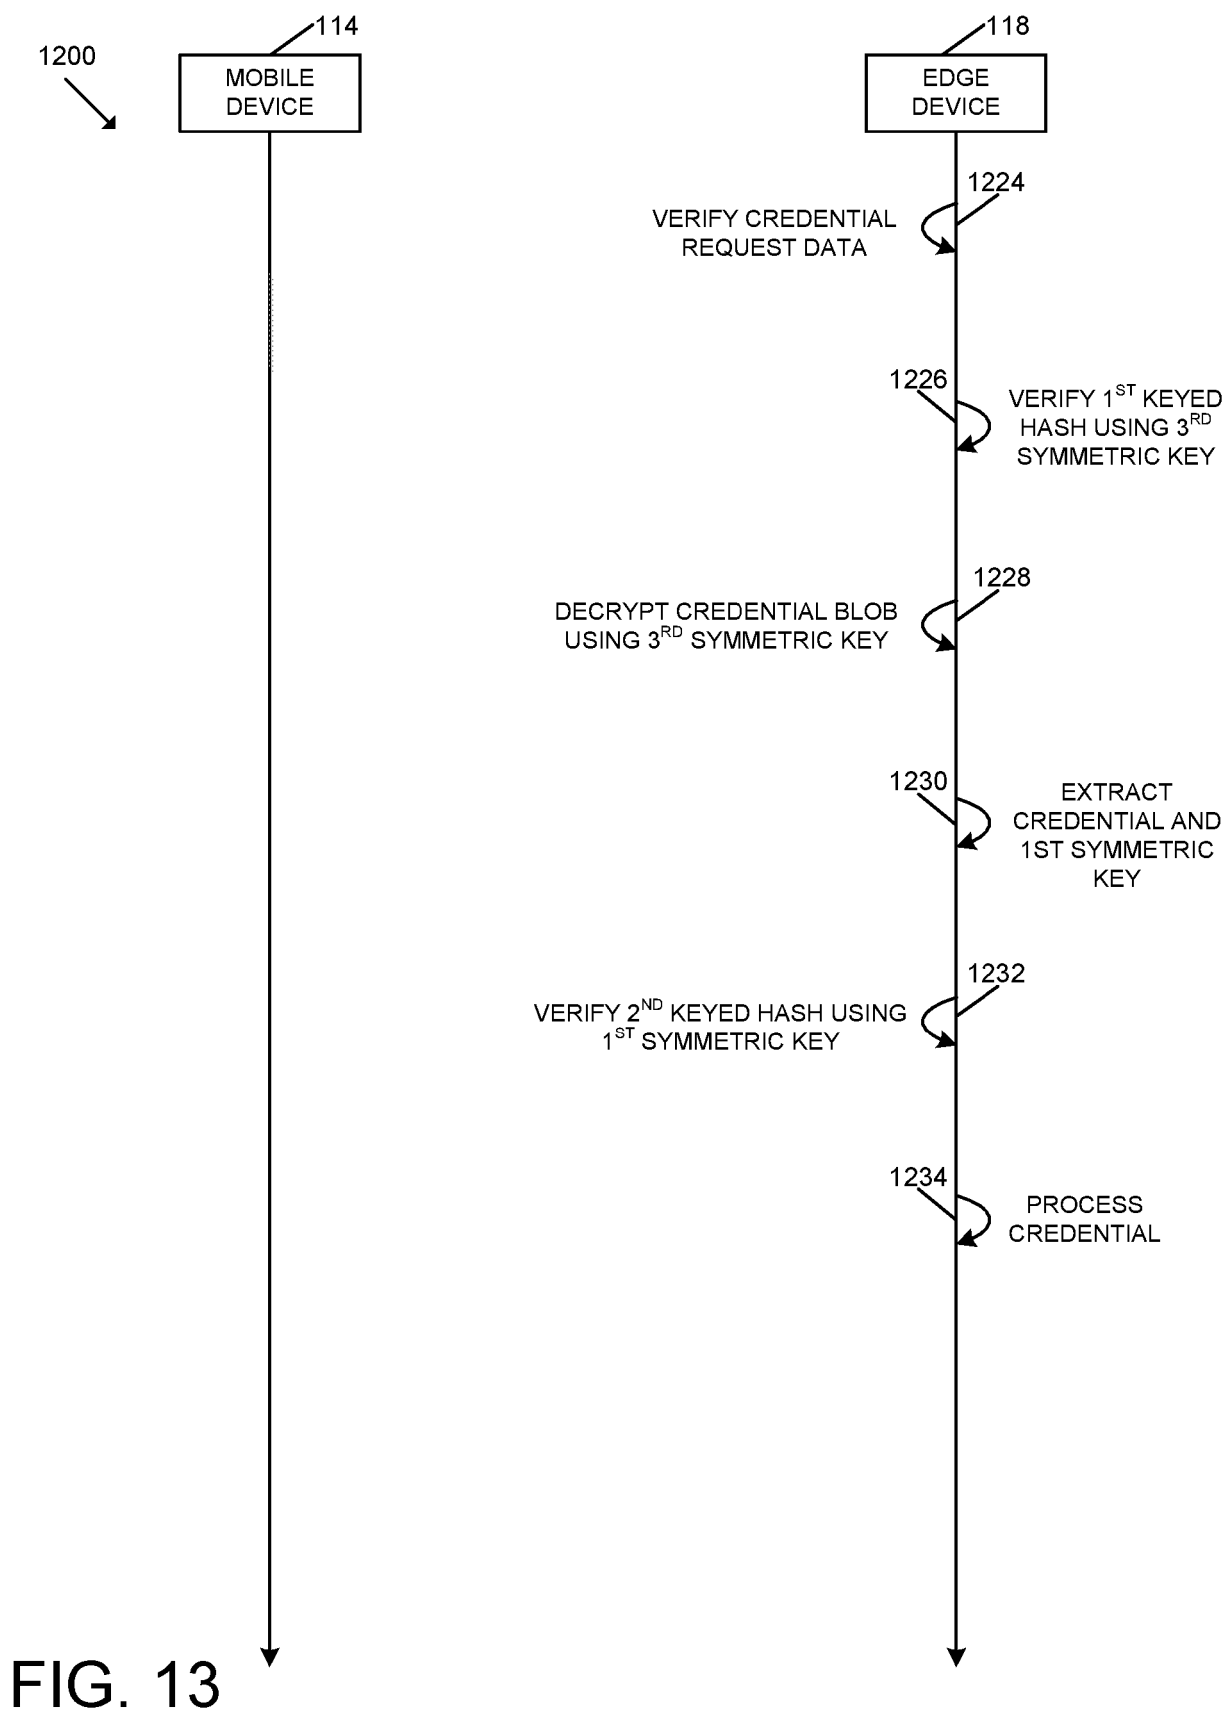 114
118
1200
MOBILE
DEVICE
EDGE
DEVICE
1224
VERIFY CREDENTIAL
REQUEST DATA
1226
VERIFY 1ST KEYED
HASH USING 3RD
SYMMETRIC KEY
1228
DECRYPT CREDENTIAL BLOB
USING 3RD SYMMETRIC KEY
1230
EXTRACT
CREDENTIAL AND
1ST SYMMETRIC
KEY
1232
VERIFY 2ND KEYED HASH USING
1ST SYMMETRIC KEY
1234
PROCESS
CREDENTIAL
FIG. 13